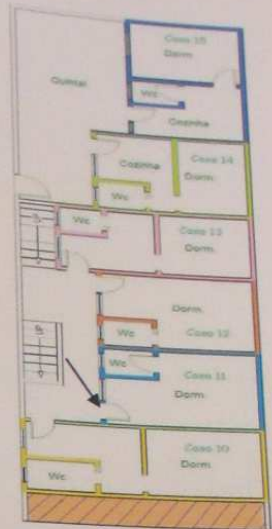 Casa 15
Dorm
Quintal
Wc
Cozinha
Cozinha
Casa 14
Dorm.
Wc
Wc
Casa 13
Dorm.
Dorm.
Wc
Casa 12
Wc
Casa 11
Dorm.
Casa 10
Dorm.
Wc